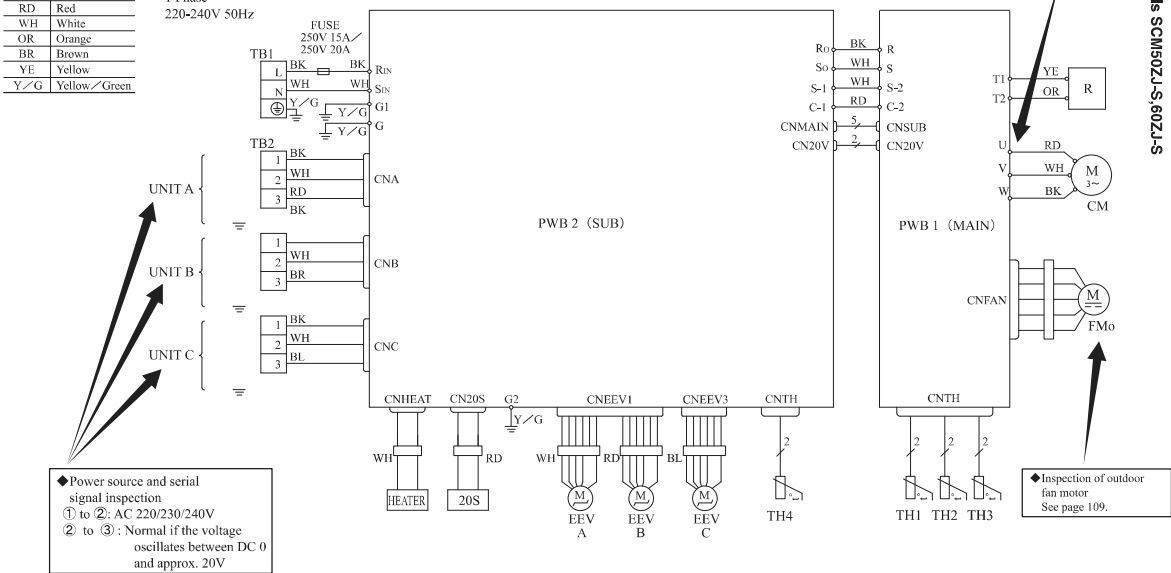 RD Red
WH White
OR Orange
BR Brown
YE Yellow
Y/G Yellow/Green
220-240V 50Hz
ls SCM50ZJ-S,60ZJ-S
FUSE
250V 15A/
250V 20A
TB1
L BK BK RIN
N WH WH SIN
Y/G Y/G G1
Y/G G
TB2
UNIT A
1 BK
2 WH
3 RD
BK
CNA
UNIT B
1
2 WH
3 BR
CNB
UNIT C
1 BK
2 WH
3 BL
CNC
PWB 2 (SUB)
RO BK R
SO WH S
S-1 WH S-2
C-1 RD C-2
CNMAIN 5 CNSUB
CN20V 2 CN20V
PWB 1 (MAIN)
T1 YE
T2 OR
R
U RD
V WH
W BK
M
3~
CM
CNFAN
M
FMo
CNHEAT CN20S G2 CNEEV1 CNEEV3 CNTH
Y/G
WH RD WH RD BL 2
HEATER 20S
M M M
EEV EEV EEV
A B C
TH4
CNTH
2 2 2
TH1 TH2 TH3
◆Power source and serial
signal inspection
① to ②: AC 220/230/240V
② to ③: Normal if the voltage
oscillates between DC 0
and approx. 20V
◆Inspection of outdoor
fan motor
See page 109.